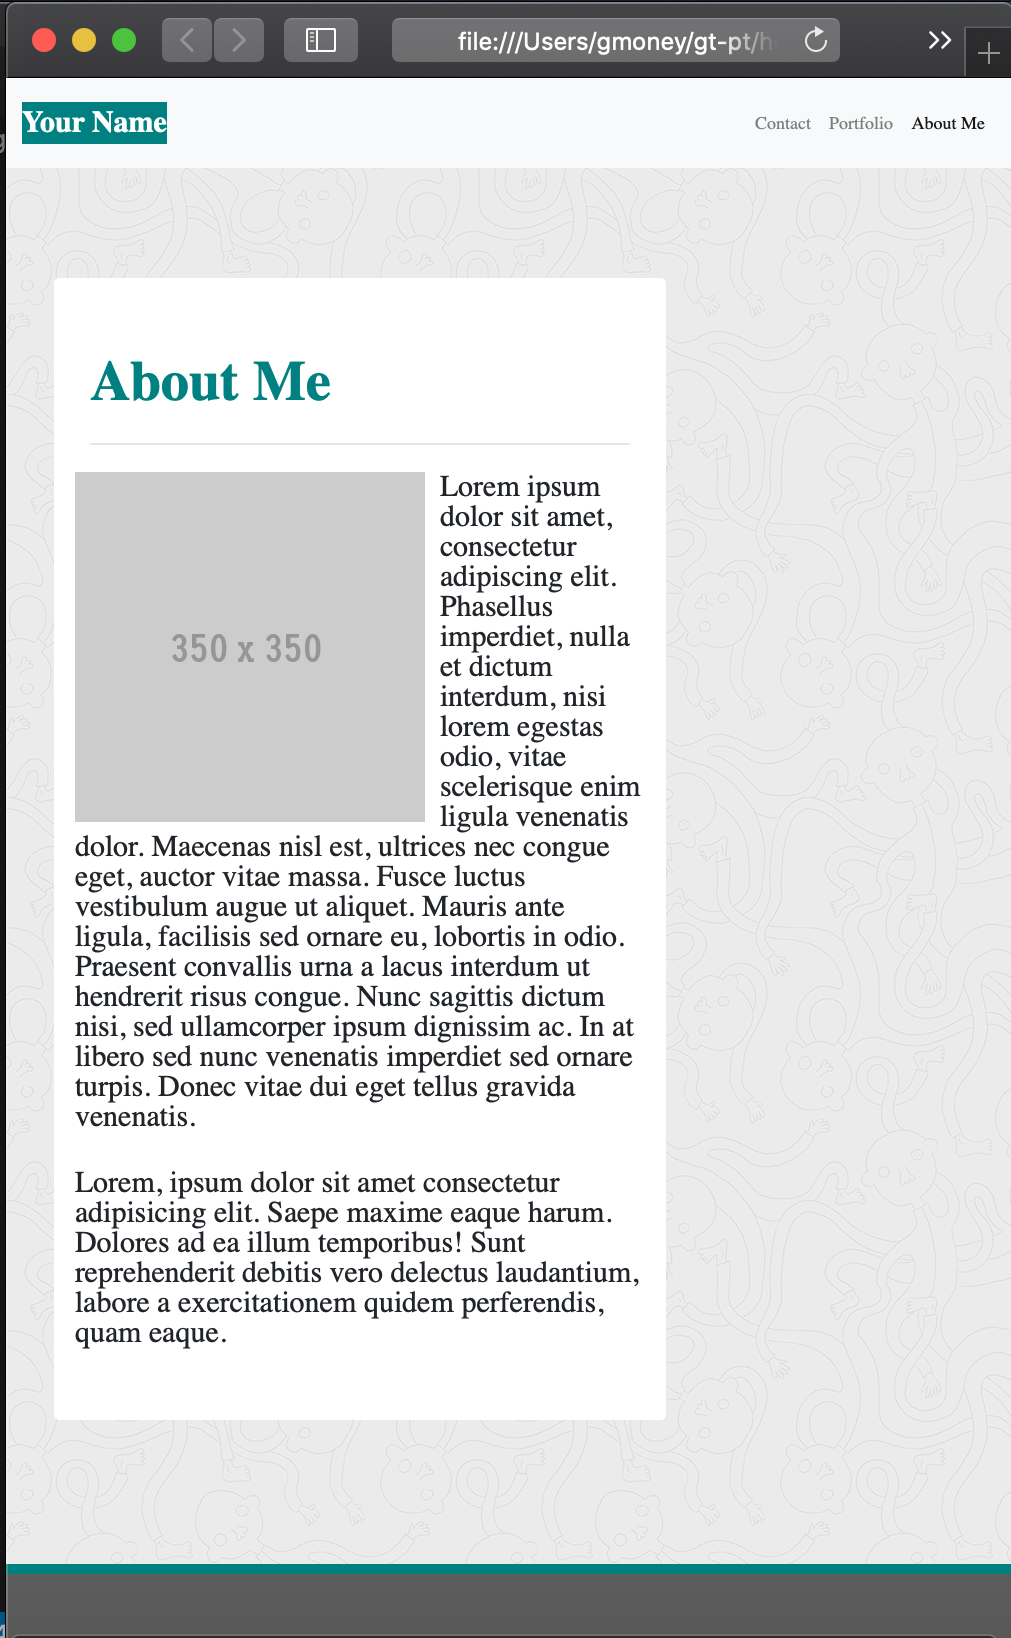 file:///Users/gmoney/gt-pt/h
Your Name
Contact Portfolio About Me
About Me
350 x 350
Lorem ipsum
dolor sit amet,
consectetur
adipiscing elit.
Phasellus
imperdiet, nulla
et dictum
interdum, nisi
lorem egestas
odio, vitae
scelerisque enim
ligula venenatis
dolor. Maecenas nisl est, ultrices nec congue
eget, auctor vitae massa. Fusce luctus
vestibulum augue ut aliquet. Mauris ante
ligula, facilisis sed ornare eu, lobortis in odio.
Praesent convallis urna a lacus interdum ut
hendrerit risus congue. Nunc sagittis dictum
nisi, sed ullamcorper ipsum dignissim ac. In at
libero sed nunc venenatis imperdiet sed ornare
turpis. Donec vitae dui eget tellus gravida
venenatis.
Lorem, ipsum dolor sit amet consectetur
adipisicing elit. Saepe maxime eaque harum.
Dolores ad ea illum temporibus! Sunt
reprehenderit debitis vero delectus laudantium,
labore a exercitationem quidem perferendis,
quam eaque.